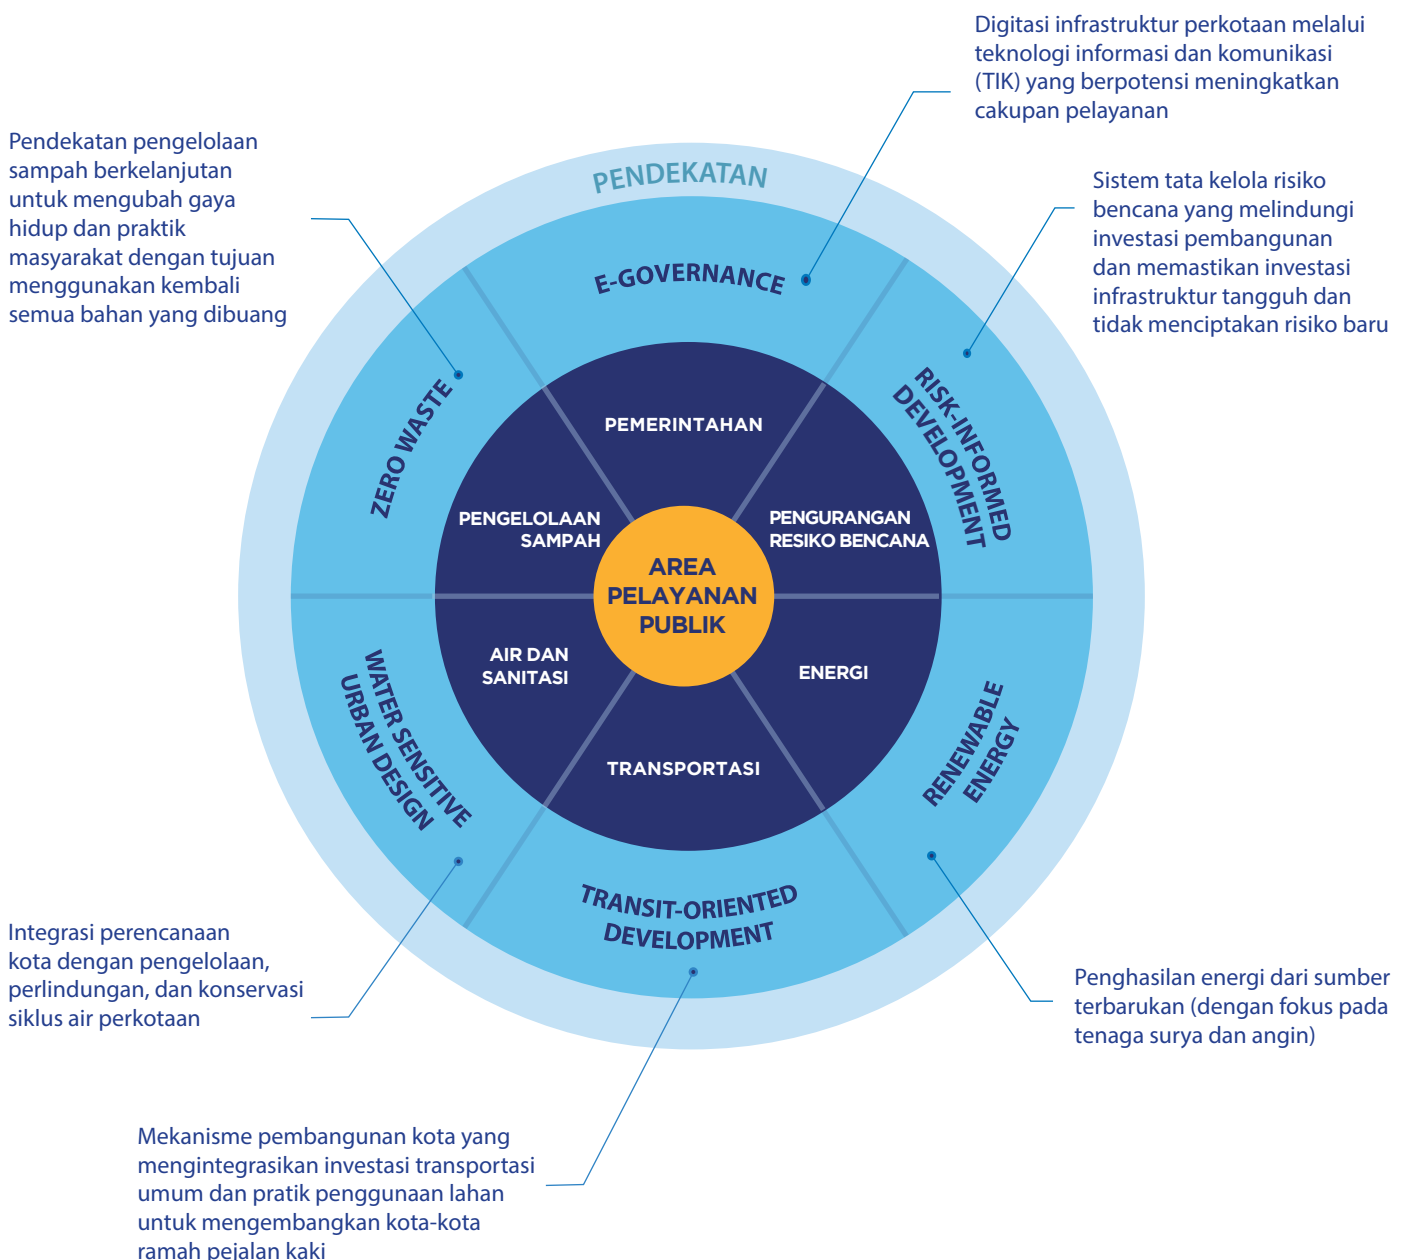 Digitasi infrastruktur perkotaan melalui
teknologi informasi dan komunikasi
(TIK) yang berpotensi meningkatkan
cakupan pelayanan
Pendekatan pengelolaan
sampah berkelanjutan
untuk mengubah gaya
hidup dan praktik
masyarakat dengan tujuan
menggunakan kembali
semua bahan yang dibuang
Sistem tata kelola risiko
bencana yang melindungi
investasi pembangunan
dan memastikan investasi
infrastruktur tangguh dan
tidak menciptakan risiko baru
PENDEKATAN
E-GOVERNANCE
RISK-INFORMED
DEVELOPMENT
ZERO WASTE
PEMERINTAHAN
PENGELOLAAN
SAMPAH
PENGURANGAN
RESIKO BENCANA
AREA
PELAYANAN
PUBLIK
AIR DAN
SANITASI
ENERGI
TRANSPORTASI
WATER SENSITIVE
URBAN DESIGN
RENEWABLE
ENERGY
TRANSIT-ORIENTED
DEVELOPMENT
Integrasi perencanaan
kota dengan pengelolaan,
perlindungan, dan konservasi
siklus air perkotaan
Penghasilan energi dari sumber
terbarukan (dengan fokus pada
tenaga surya dan angin)
Mekanisme pembangunan kota yang
mengintegrasikan investasi transportasi
umum dan pratik penggunaan lahan
untuk mengembangkan kota-kota
ramah pejalan kaki